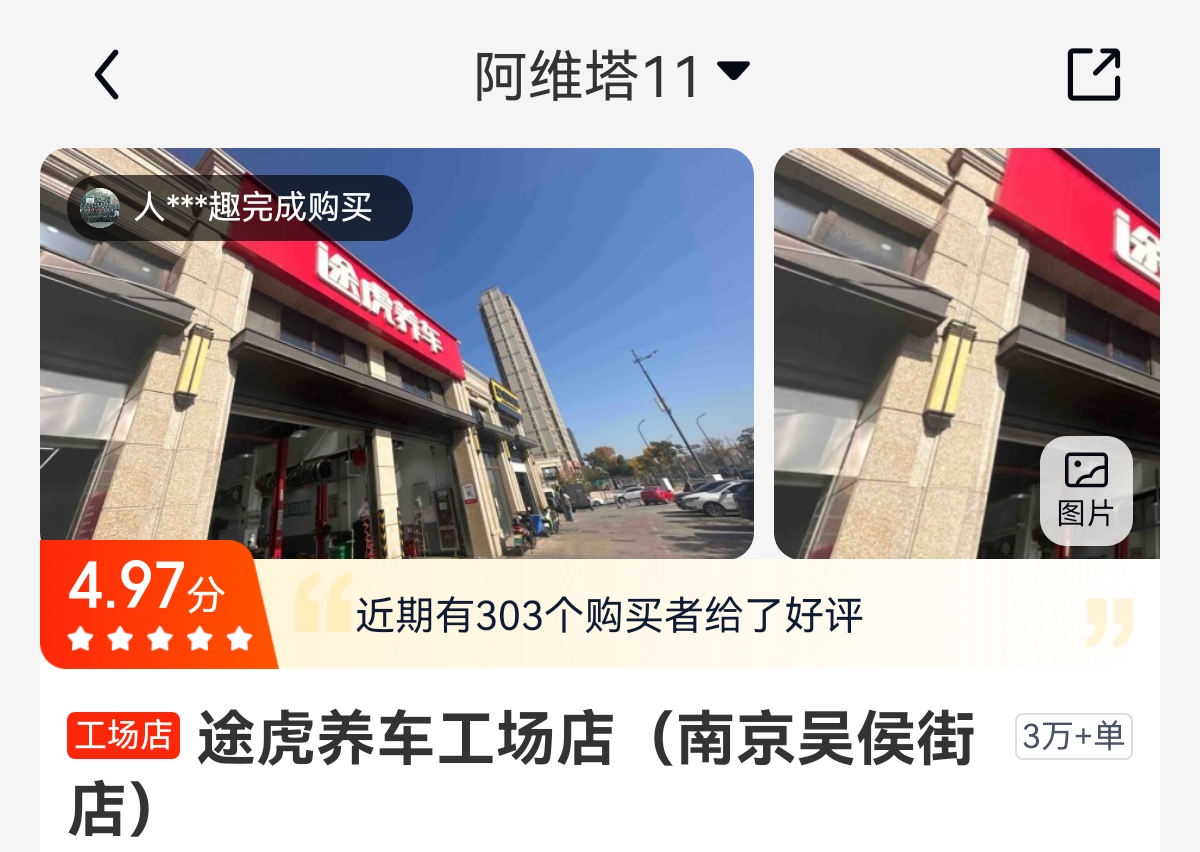 阿维塔11
人***趣完成购买
途虎养车
途
图片
4.97分
近期有303个购买者给了好评
工场店 途虎养车工场店（南京吴侯街 3万+单
店）